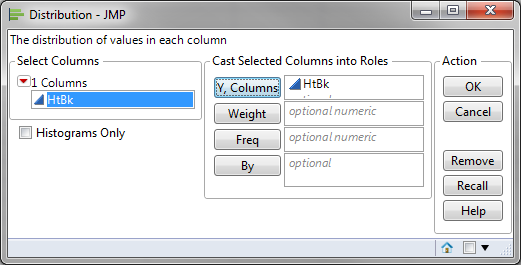 Distribution - JMP
The distribution of values in each column
Select Columns
1 Columns
HtBk
Histograms Only
Cast Selected Columns into Roles
Y, Columns
HtBk
Weight
optional numeric
Freq
optional numeric
By
optional
Action
OK
Cancel
Remove
Recall
Help